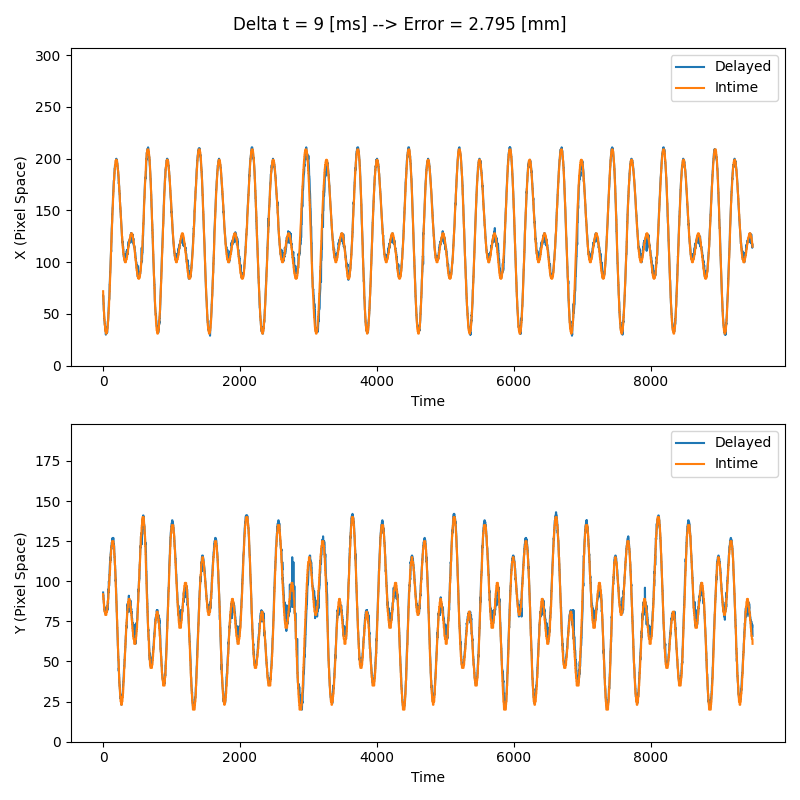 Delta t = 9 [ms] --> Error = 2.795 [mm]
300
250
200
150
100
50
0
X (Pixel Space)
Delayed
Intime
0 2000 4000 6000 8000
Time
175
150
125
100
75
50
25
0
Y (Pixel Space)
Delayed
Intime
0 2000 4000 6000 8000
Time